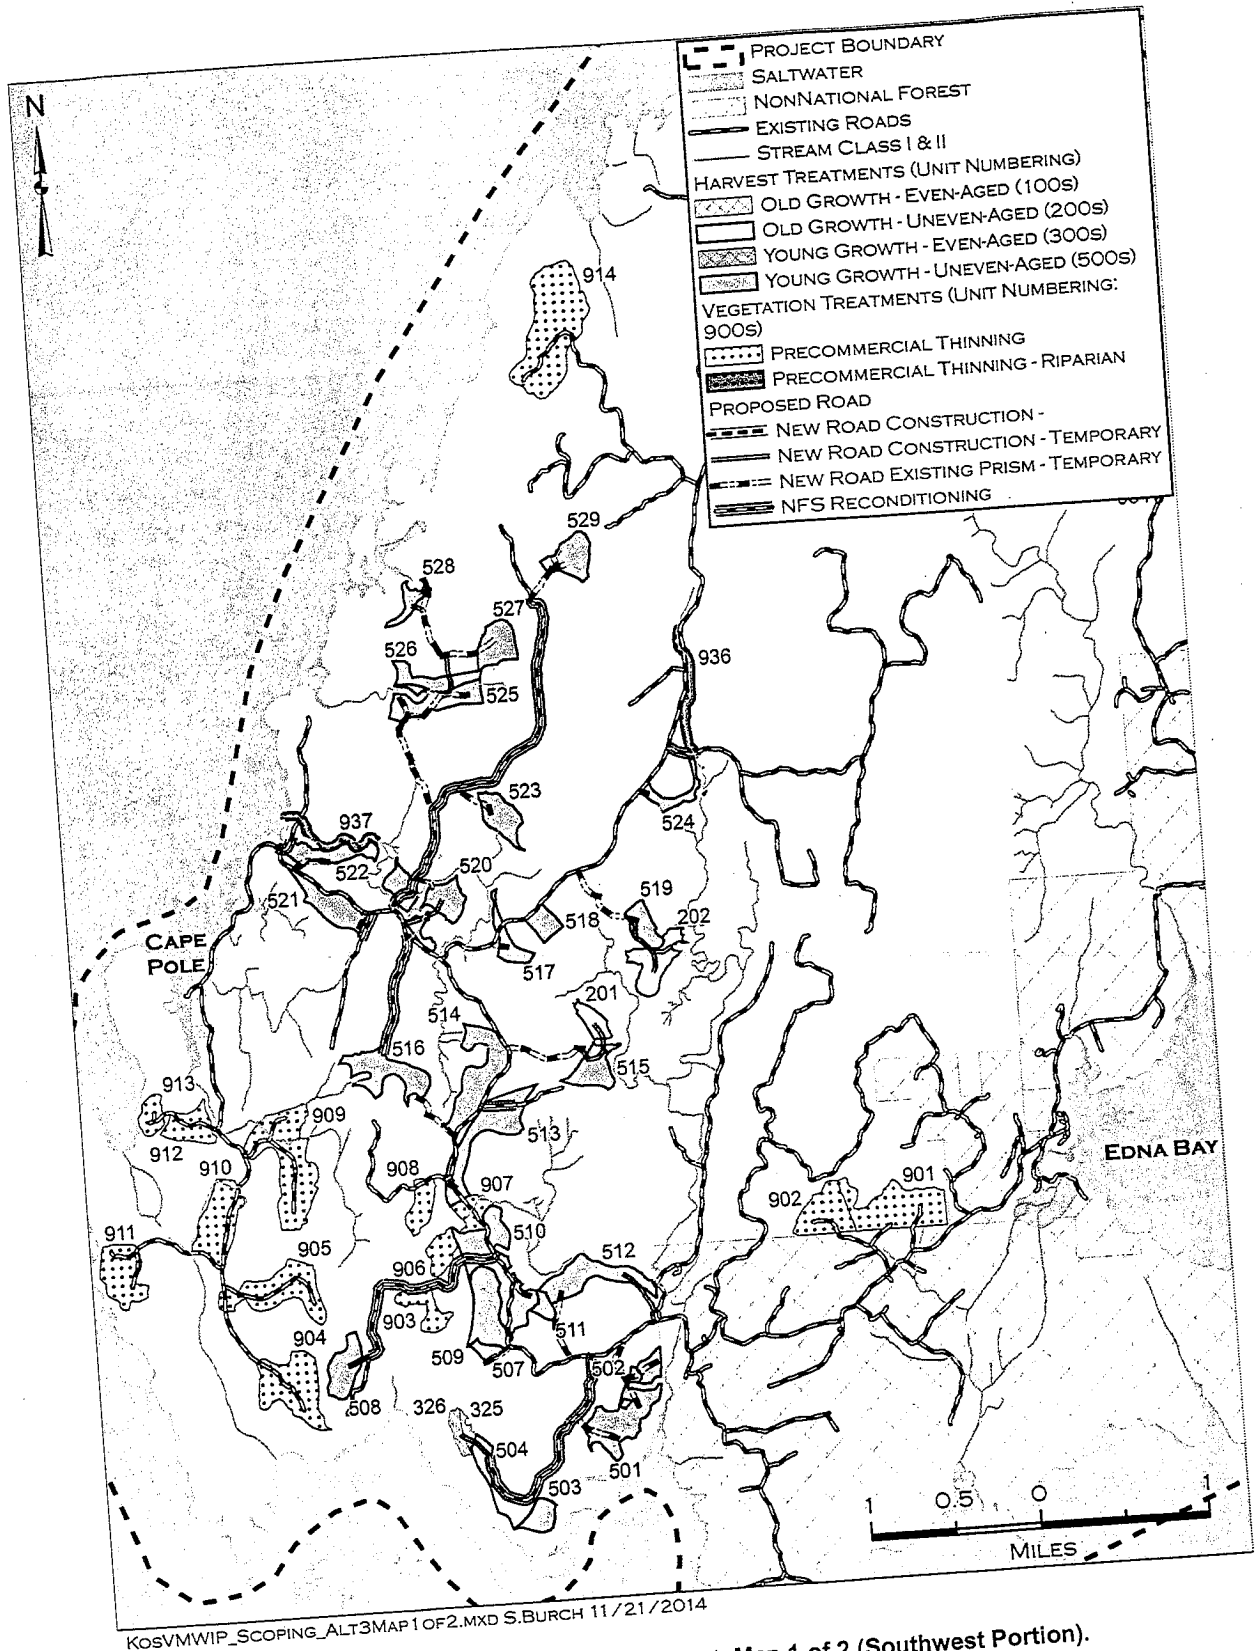 N
PROJECT BOUNDARY
SALTWATER
NONNATIONAL FOREST
EXISTING ROADS
STREAM CLASS I & II
HARVEST TREATMENTS (UNIT NUMBERING)
OLD GROWTH - EVEN-AGED (100S)
OLD GROWTH - UNEVEN-AGED (200S)
YOUNG GROWTH - EVEN-AGED (300S)
YOUNG GROWTH - UNEVEN-AGED (500S)
VEGETATION TREATMENTS (UNIT NUMBERING:
900S)
PRECOMMERCIAL THINNING
PRECOMMERCIAL THINNING - RIPARIAN
PROPOSED ROAD
NEW ROAD CONSTRUCTION -
NEW ROAD CONSTRUCTION - TEMPORARY
NEW ROAD EXISTING PRISM - TEMPORARY
NFS RECONDITIONING
914
529
528
527
526
525
936
523
524
937
522
520
521
519
202
518
517
CAPE
POLE
201
514
516
515
913
912
909
513
910
908
907
902
901
EDNA BAY
911
905
906
510
512
903
511
904
509
507
502
508
326
325
504
503
501
1
0.5
0
1
MILES
KOSVMWIP_SCOPING_ALT3MAP1OF2.MXD S.BURCH 11/21/2014
Map 1 of 2 (Southwest Portion).